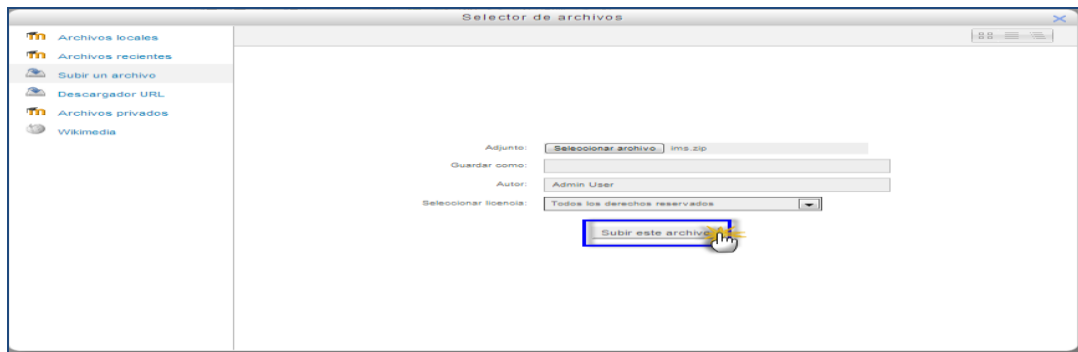 Selector de archivos
Archivos locales
Archivos recientes
Subir un archivo
Descargador URL
Archivos privados
Wikimedia
Adjunto: Seleccionar archivo ims.zip
Guardar como:
Autor: Admin User
Seleccionar licencia: Todos los derechos reservados
Subir este archivo